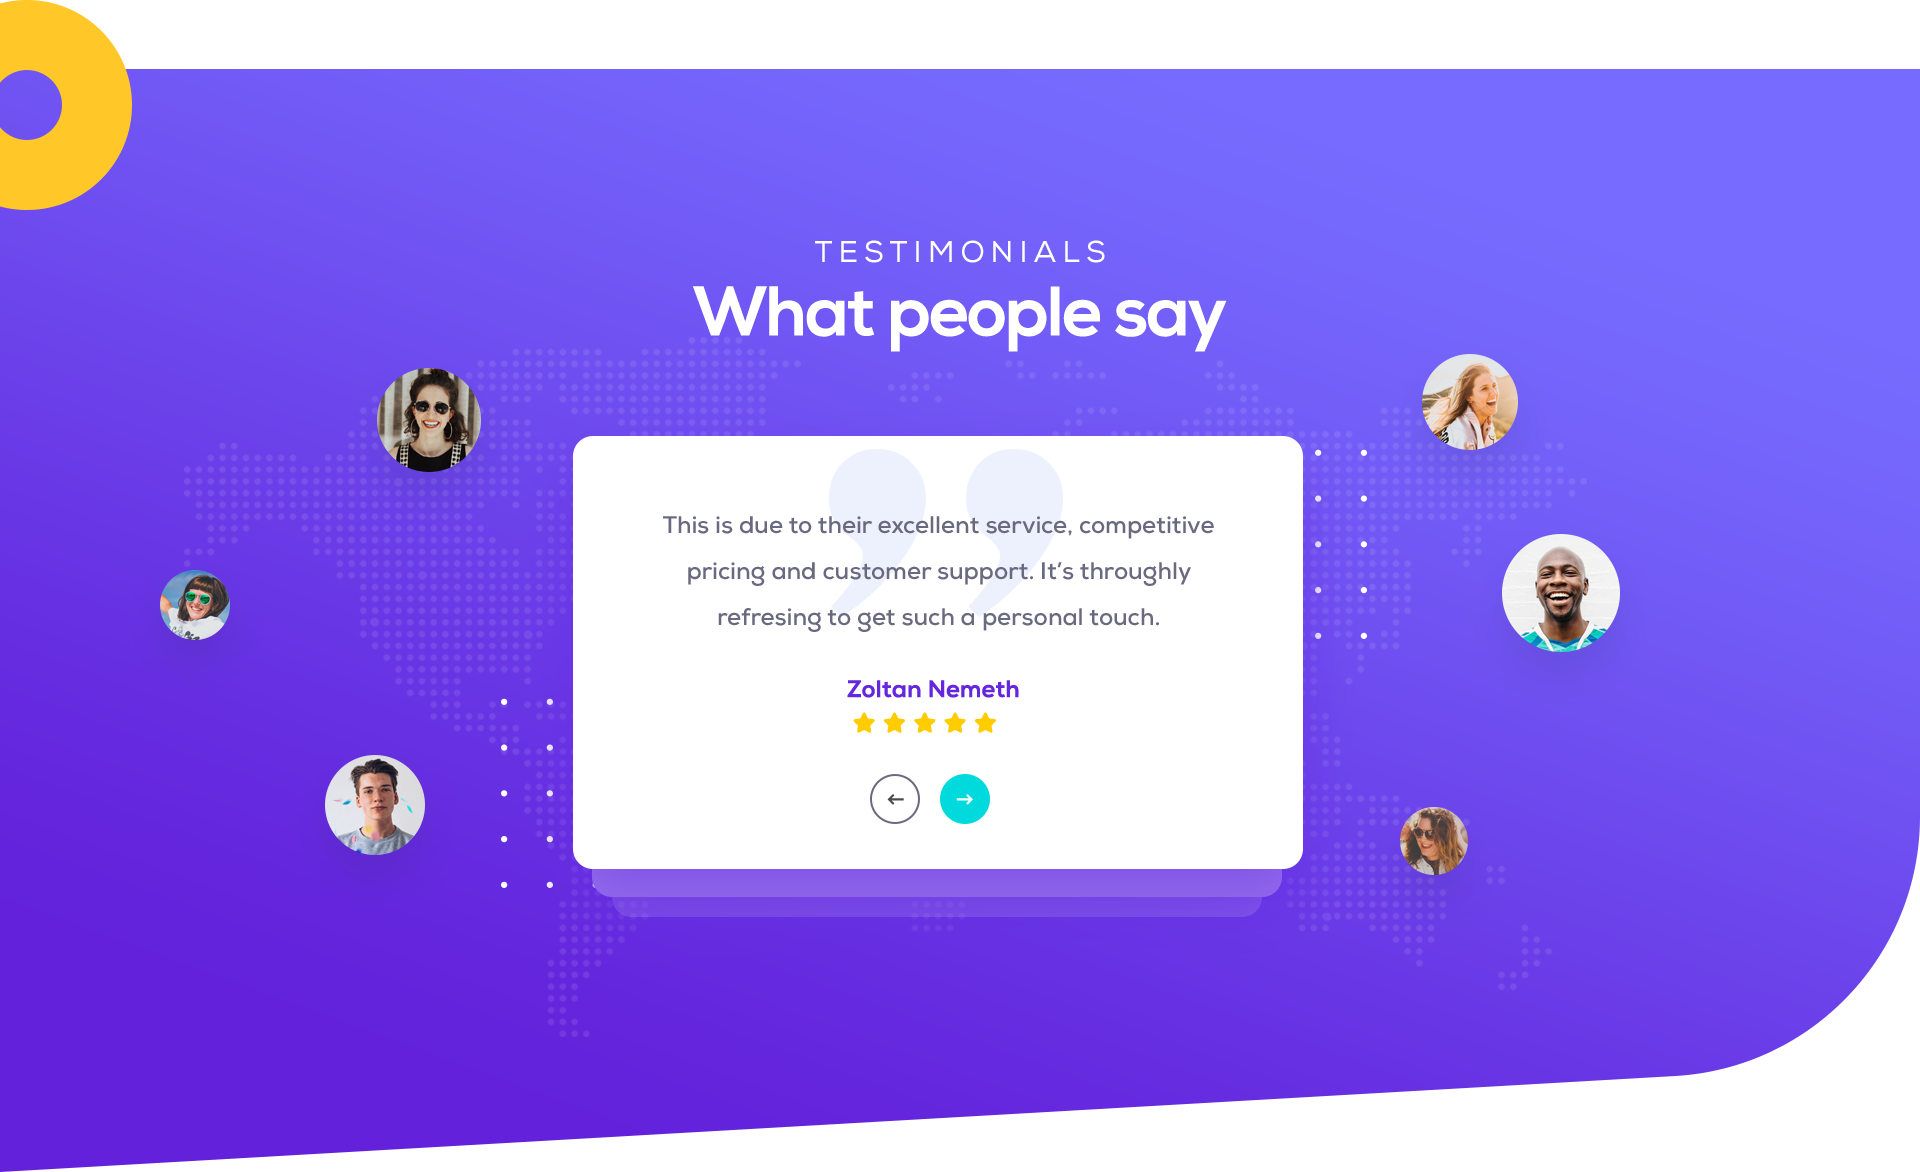 TESTIMONIALS
What people say
This is due to their excellent service, competitive
pricing and customer support. It’s throughly
refresing to get such a personal touch.
Zoltan Nemeth